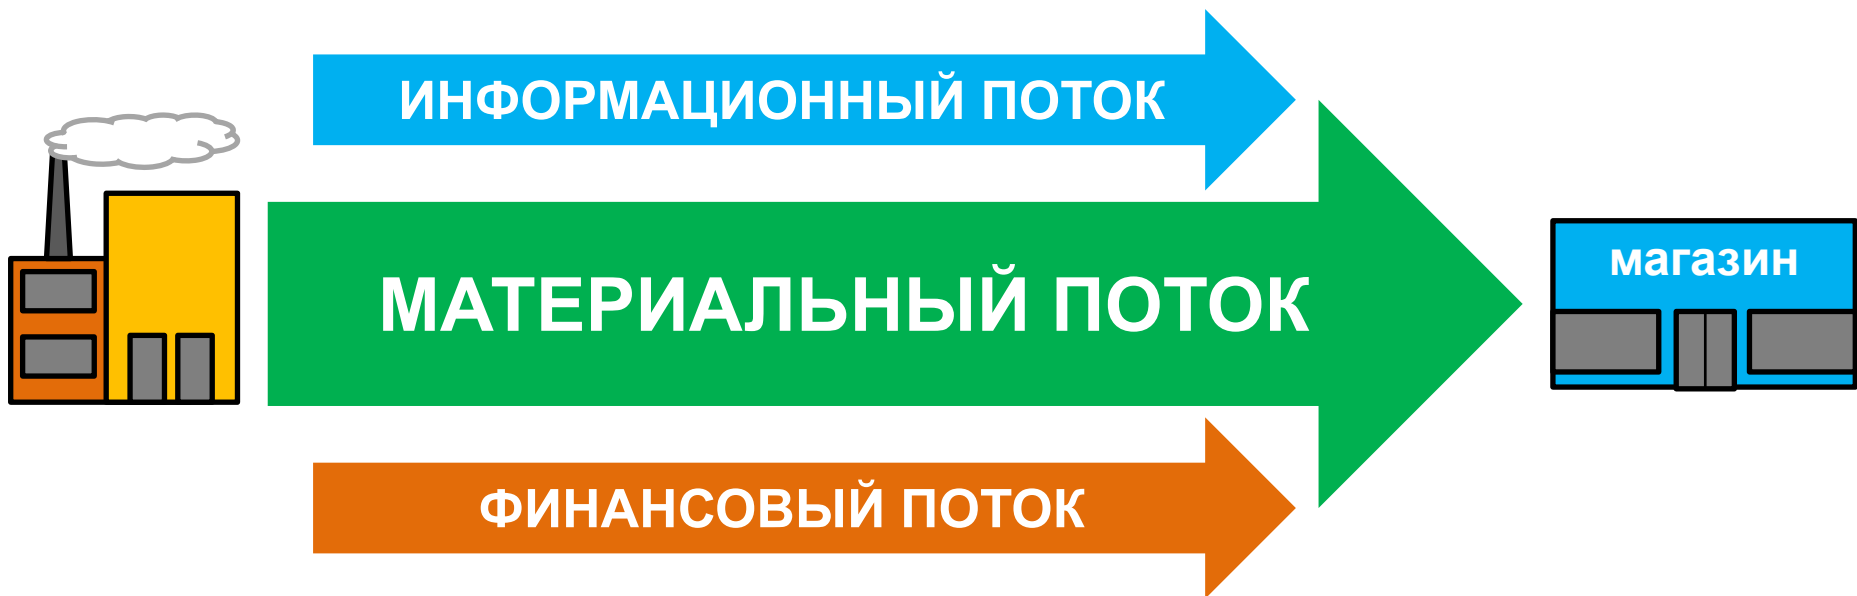 ИНФОРМАЦИОННЫЙ ПОТОК
МАТЕРИАЛЬНЫЙ ПОТОК
магазин
ФИНАНСОВЫЙ ПОТОК